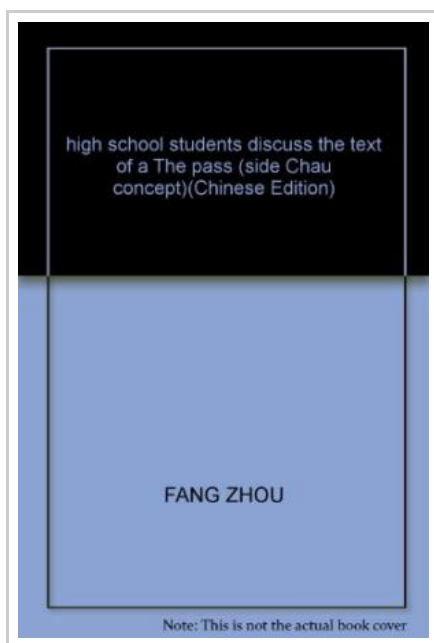 high school students discuss the text
of a The pass (side Chau
concept)(Chinese Edition)
FANG ZHOU
Note: This is not the actual book cover